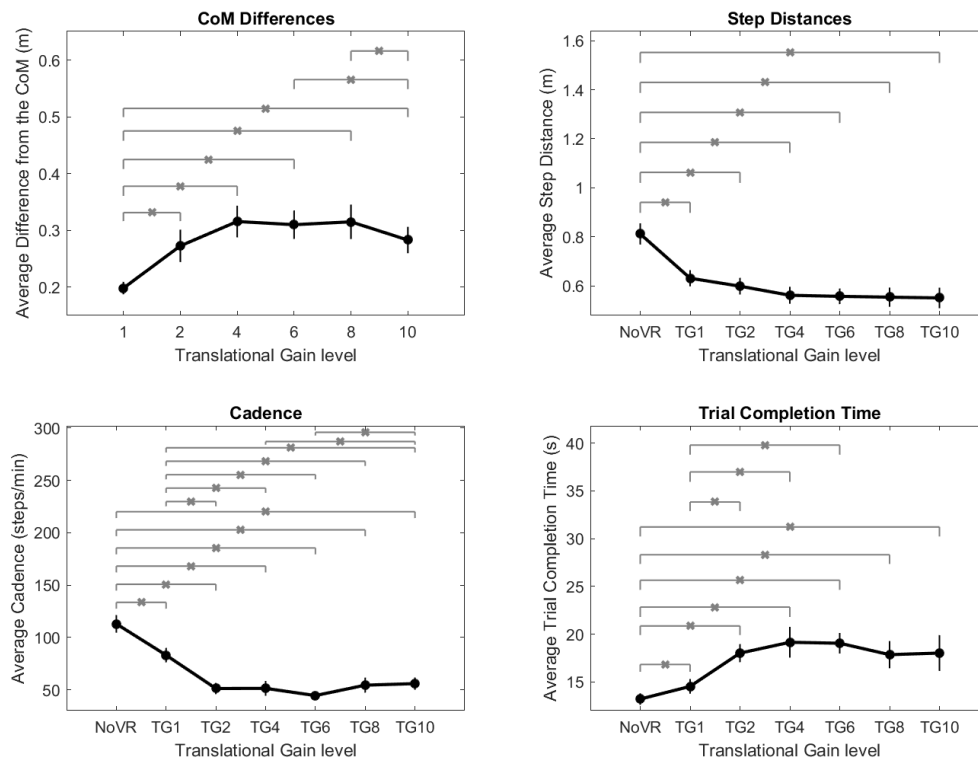 CoM Differences
Average Difference from the CoM (m)
0.6
0.5
0.4
0.3
0.2
1 2 4 6 8 10
Translational Gain level
Step Distances
Average Step Distance (m)
1.6
1.4
1.2
1
0.8
0.6
NoVR TG1 TG2 TG4 TG6 TG8 TG10
Translational Gain level
Cadence
Average Cadence (steps/min)
300
250
200
150
100
50
NoVR TG1 TG2 TG4 TG6 TG8 TG10
Translational Gain level
Trial Completion Time
Average Trial Completion Time (s)
40
35
30
25
20
15
NoVR TG1 TG2 TG4 TG6 TG8 TG10
Translational Gain level